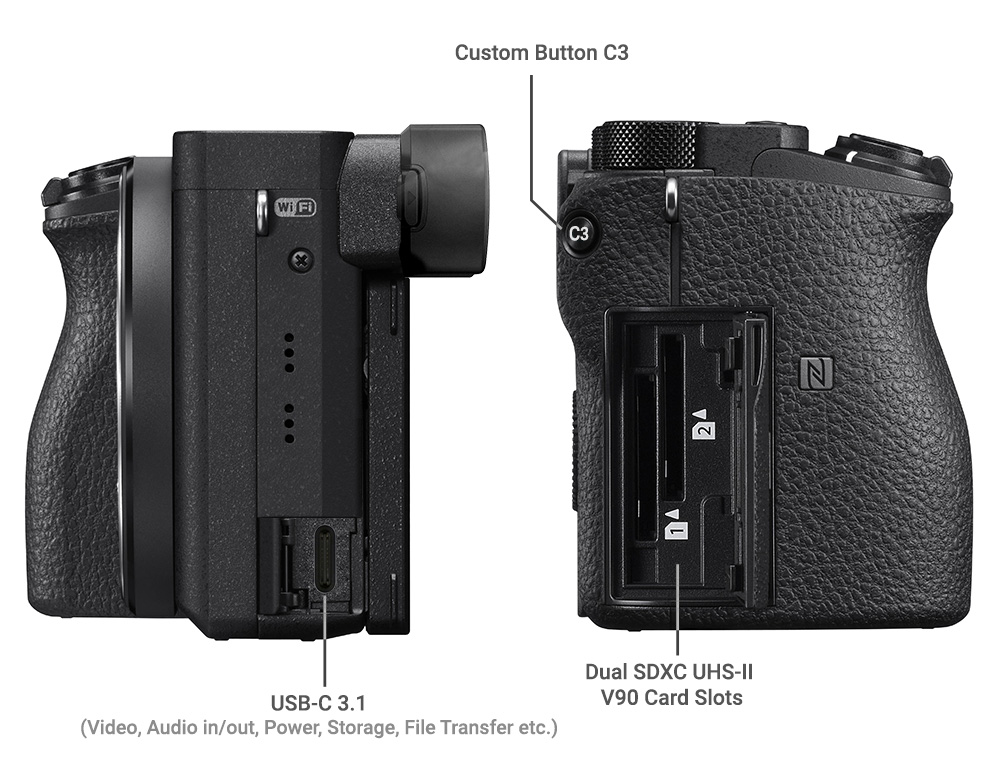 Custom Button C3
WiFi
C3
2
1
USB-C 3.1
(Video, Audio in/out, Power, Storage, File Transfer etc.)
Dual SDXC UHS-II
V90 Card Slots